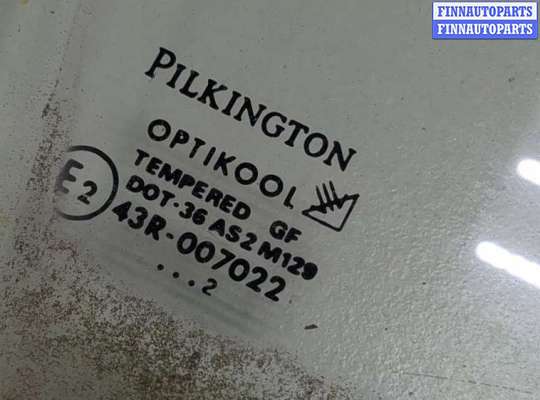 FINNAUTOPARTS
FINNAUTOPARTS
PILKINGTON
OPTIKOOL
TEMPERED GF
E2
DOT-36 AS2 M129
43R-007022
...2